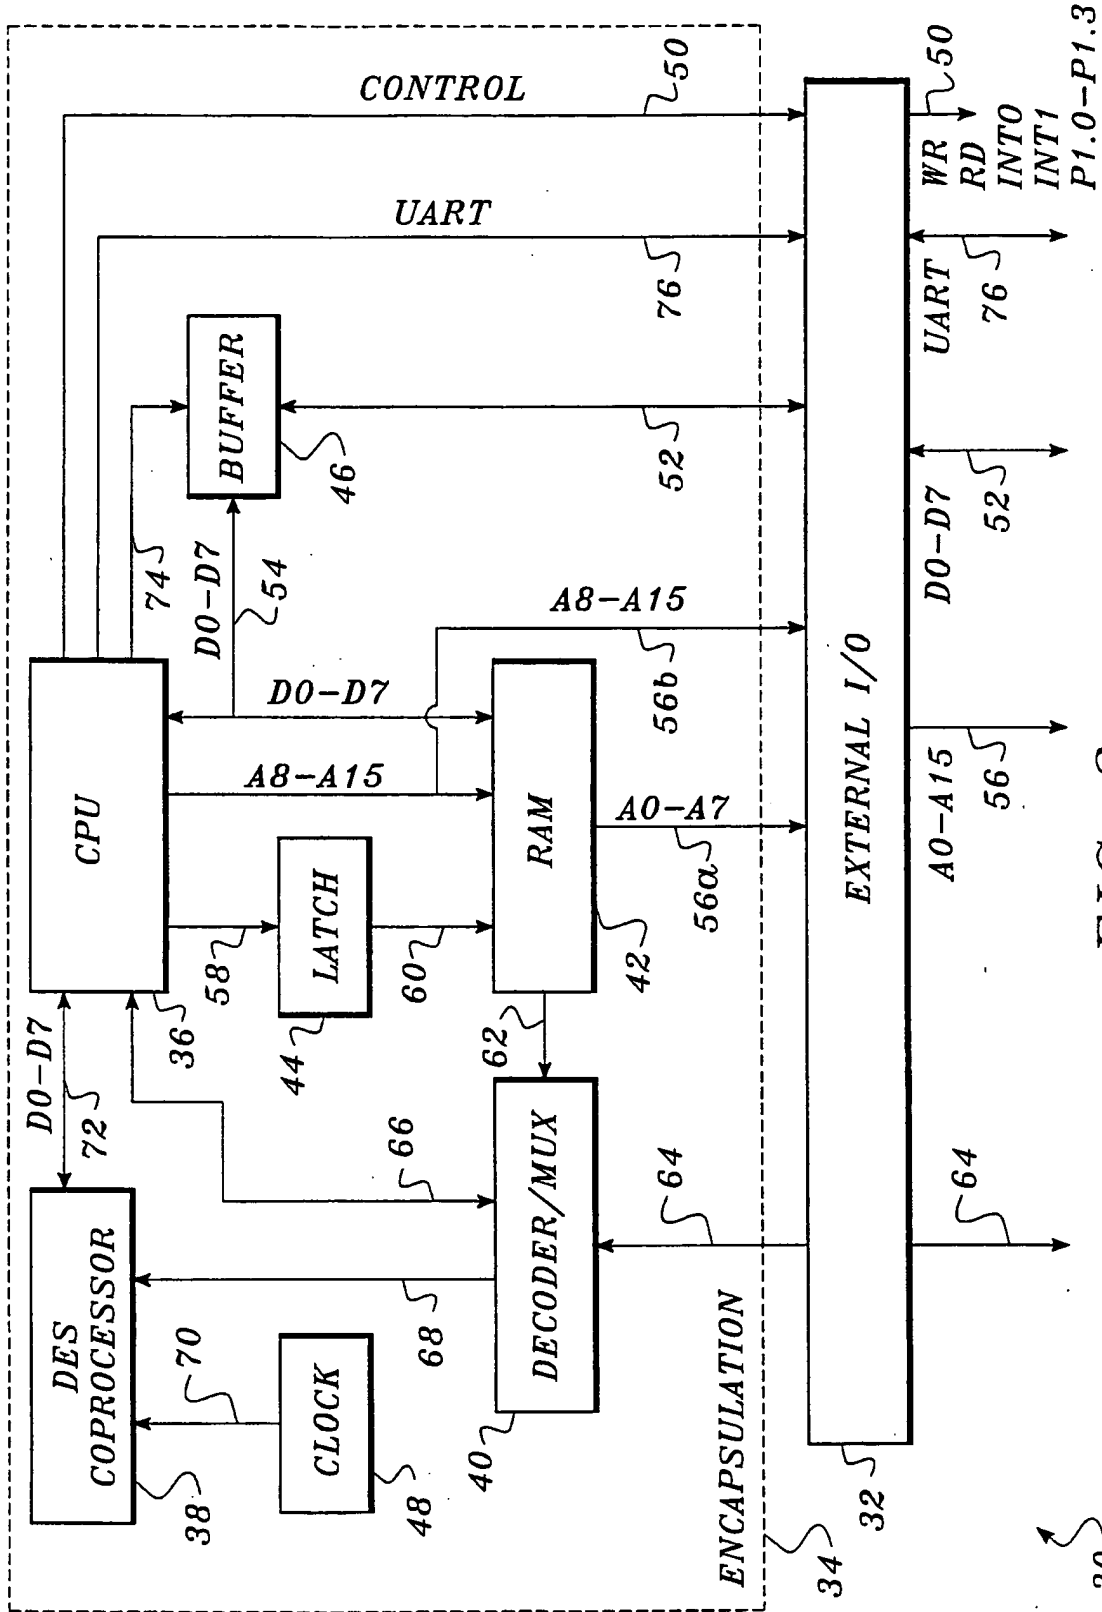 D0-D7
72
DES
COPROCESSOR
38
70
CLOCK
48
68
66
DECODER/MUX
40
64
CPU
36
58
LATCH
44
60
62
A8-A15
D0-D7
RAM
42
A0-A7
56a
A8-A15
56b
74
D0-D7
54
BUFFER
46
52
UART
76
CONTROL
50
ENCAPSULATION
34
EXTERNAL I/O
32
64
A0-A15
56
D0-D7
52
UART
76
50
WR
RD
INT0
INT1
P1.0-P1.3